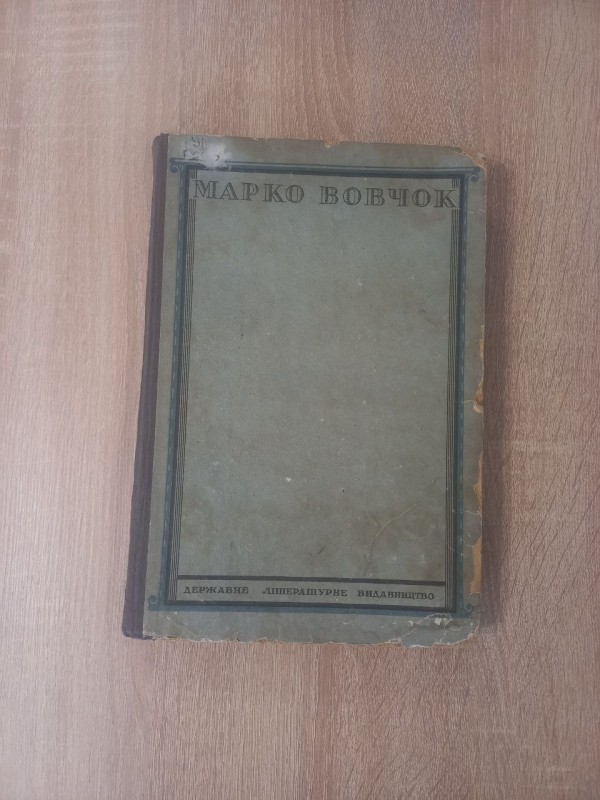 МАРКО ВОВЧОК
ДЕРЖАВНЕ ЛІТЕРАТУРНЕ ВИДАВНИЦТВО